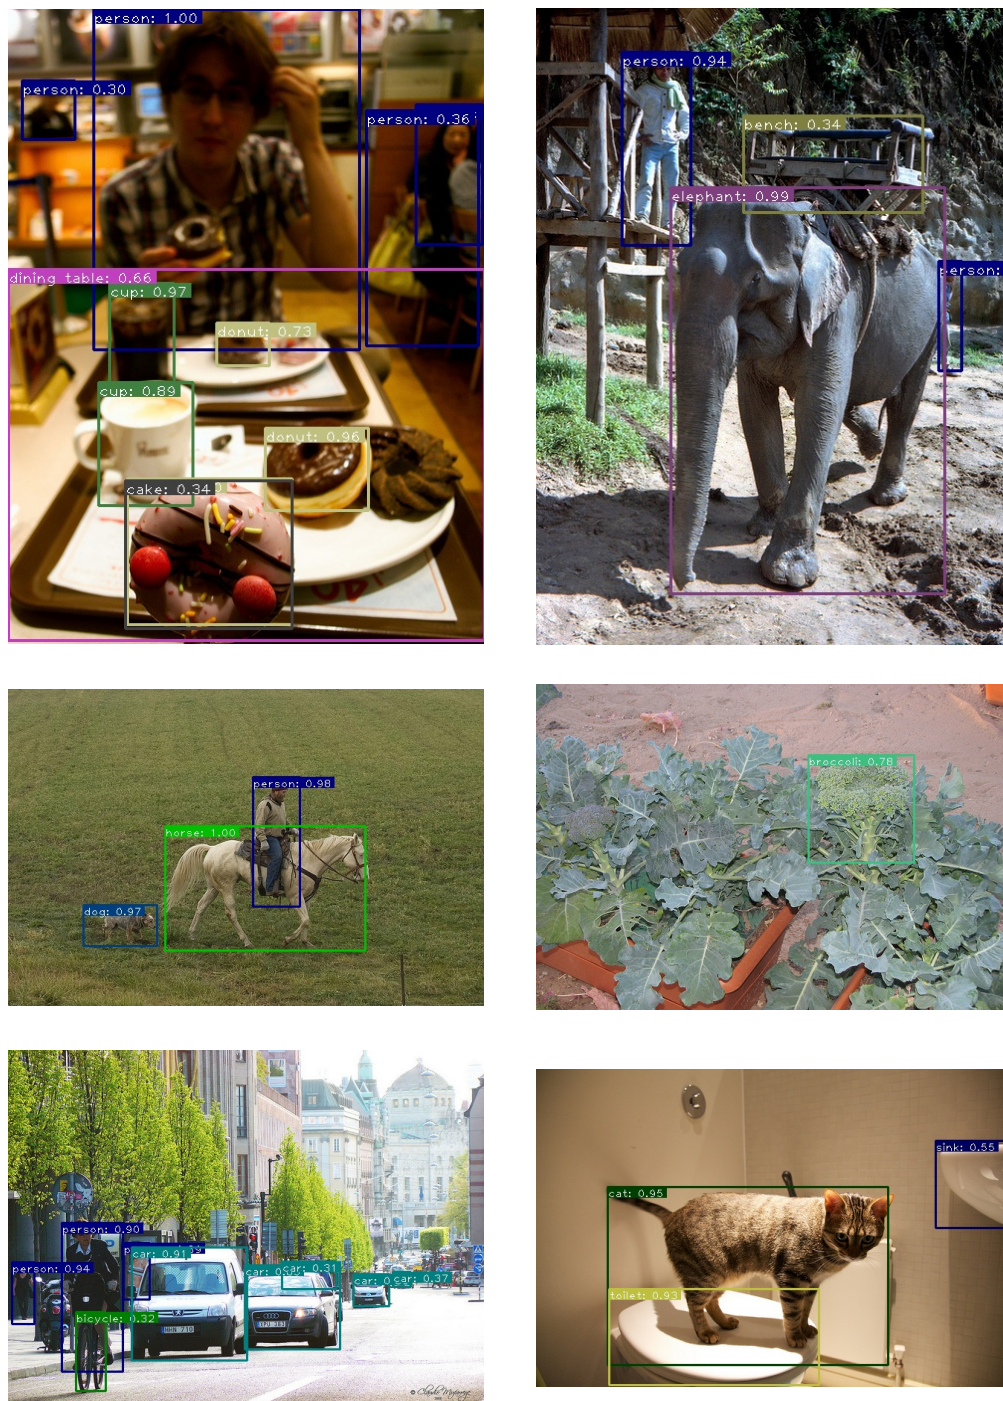 person: 1.00
person: 0.30
person: 0.36
dining table: 0.66
cup: 0.97
donut: 0.73
cup: 0.89
donut: 0.96
cake: 0.34
person: 0.94
bench: 0.34
elephant: 0.99
person:
person: 0.98
horse: 1.00
dog: 0.97
broccoli: 0.78
person: 0.90
car: 0.91
car: 0.31
person: 0.94
car: 0.37
bicycle: 0.32
sink: 0.55
cat: 0.95
toilet: 0.93